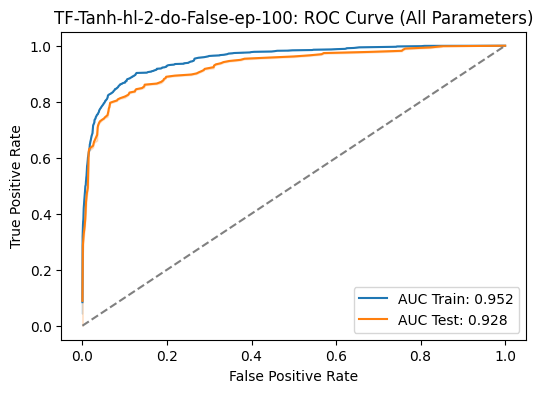 TF-Tanh-hl-2-do-False-ep-100: ROC Curve (All Parameters)
1.0
0.8
0.6
0.4
0.2
0.0
True Positive Rate
AUC Train: 0.952
AUC Test: 0.928
0.0 0.2 0.4 0.6 0.8 1.0
False Positive Rate